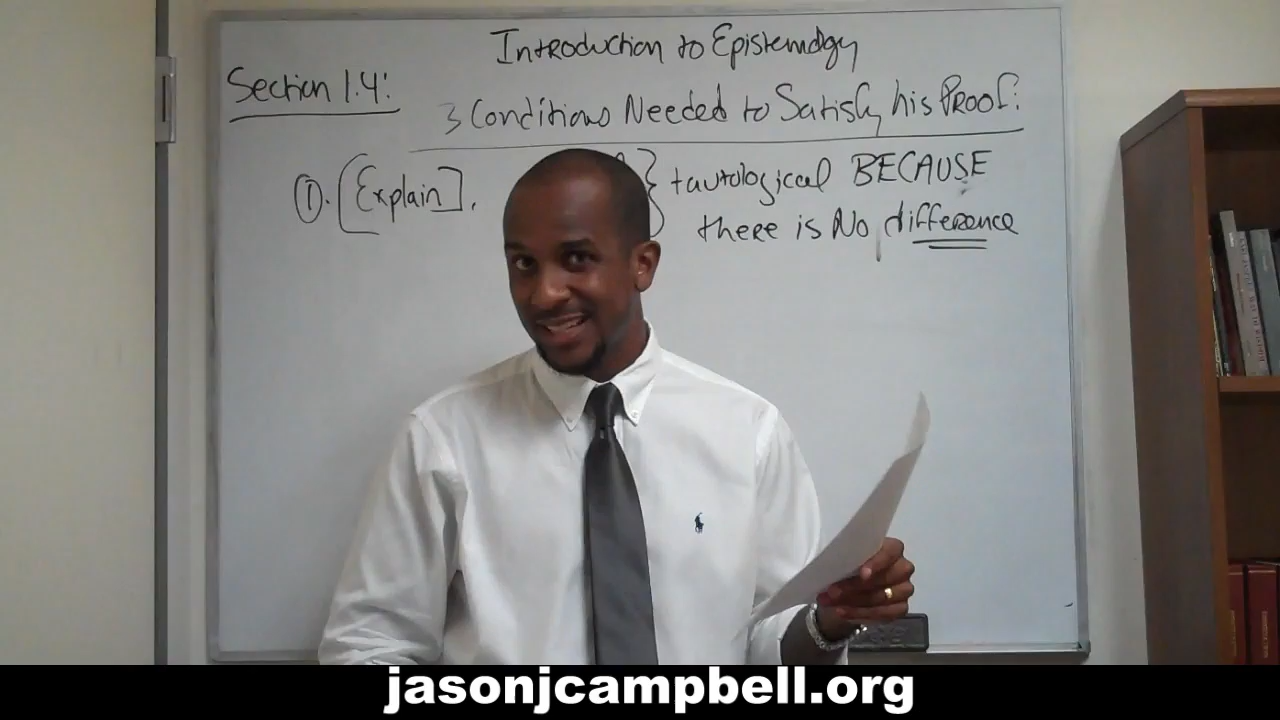 Introduction to Epistemology
Section 1.4:
3 Conditions Needed to Satisfy his PROOF:
①. [Explain]. } tautological BECAUSE
there is No difference
jasonjcampbell.org